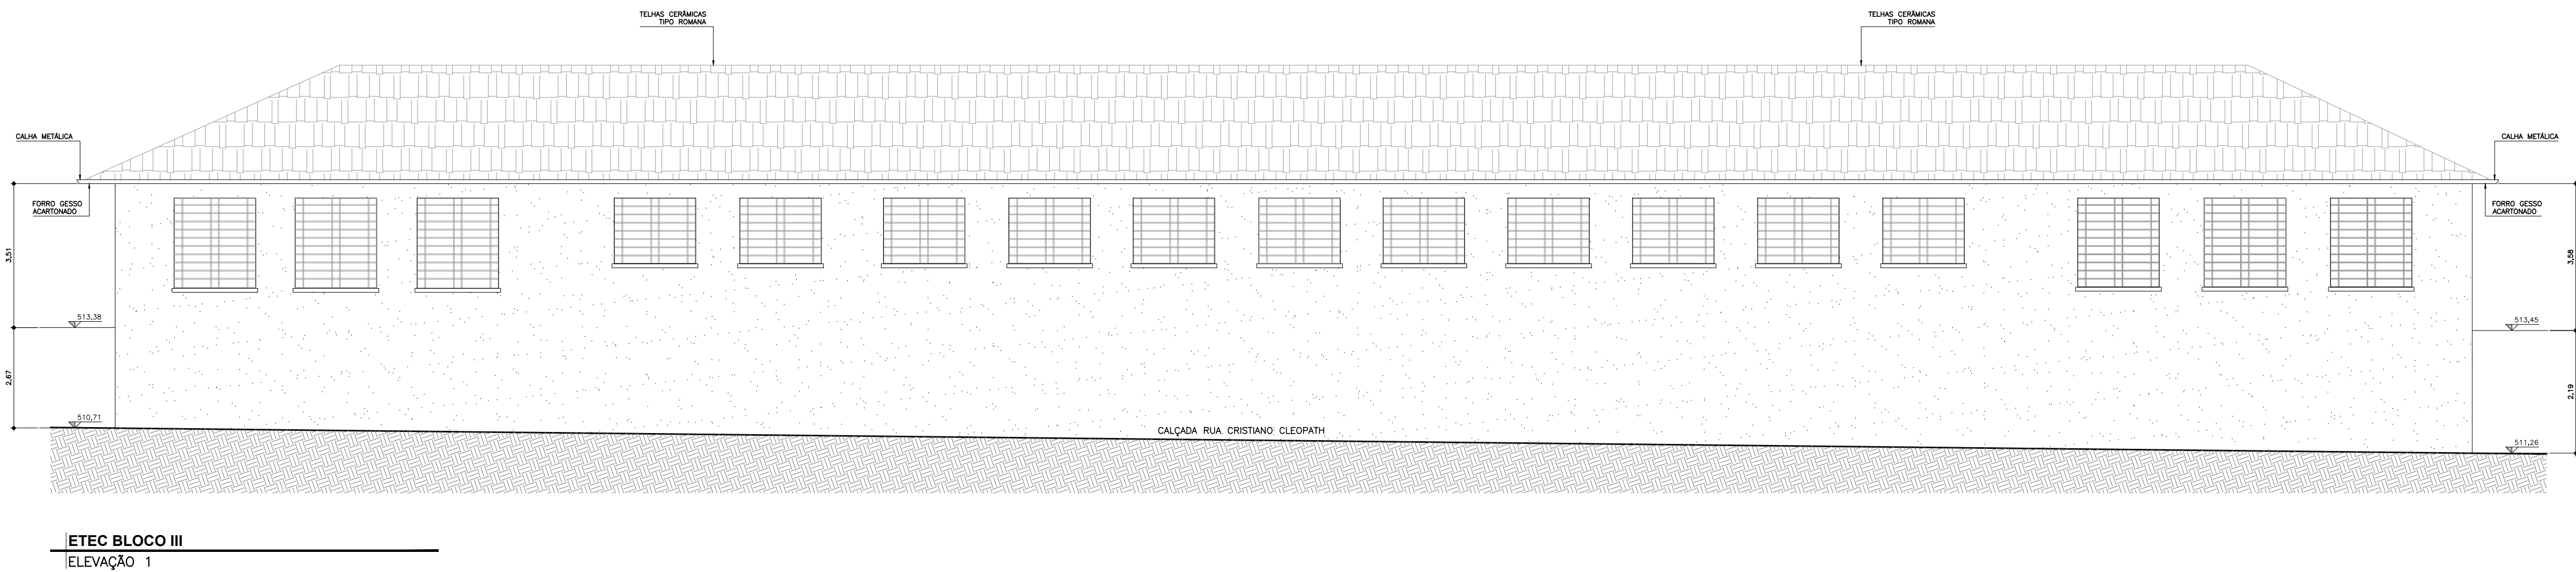 TELHAS CERÂMICAS
TIPO ROMANA
TELHAS CERÂMICAS
TIPO ROMANA
CALHA METÁLICA
CALHA METÁLICA
FORRO GESSO
ACARTONADO
FORRO GESSO
ACARTONADO
3,51
3,58
513,38
513,45
2,67
2,19
510,71
CALÇADA RUA CRISTIANO CLEOPATH
511,26
ETEC BLOCO III
ELEVAÇÃO 1